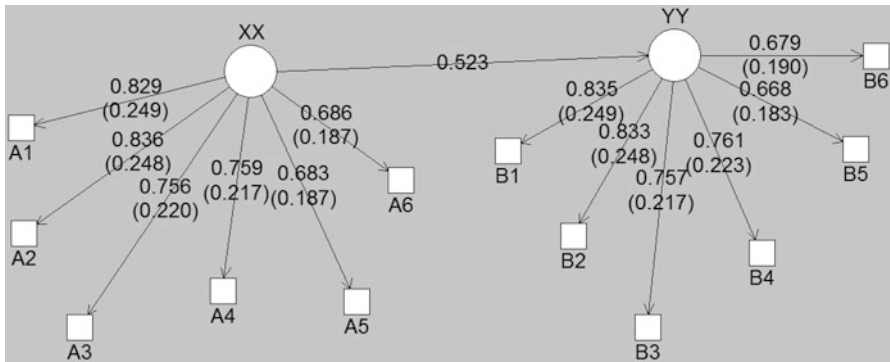 XX
YY
0.523
0.829
(0.249)
A1
0.836
(0.248)
A2
0.756
(0.220)
A3
0.759
(0.217)
A4
0.683
(0.187)
A5
0.686
(0.187)
A6
0.835
(0.249)
B1
0.833
(0.248)
B2
0.757
(0.217)
B3
0.761
(0.223)
B4
0.668
(0.183)
B5
0.679
(0.190)
B6